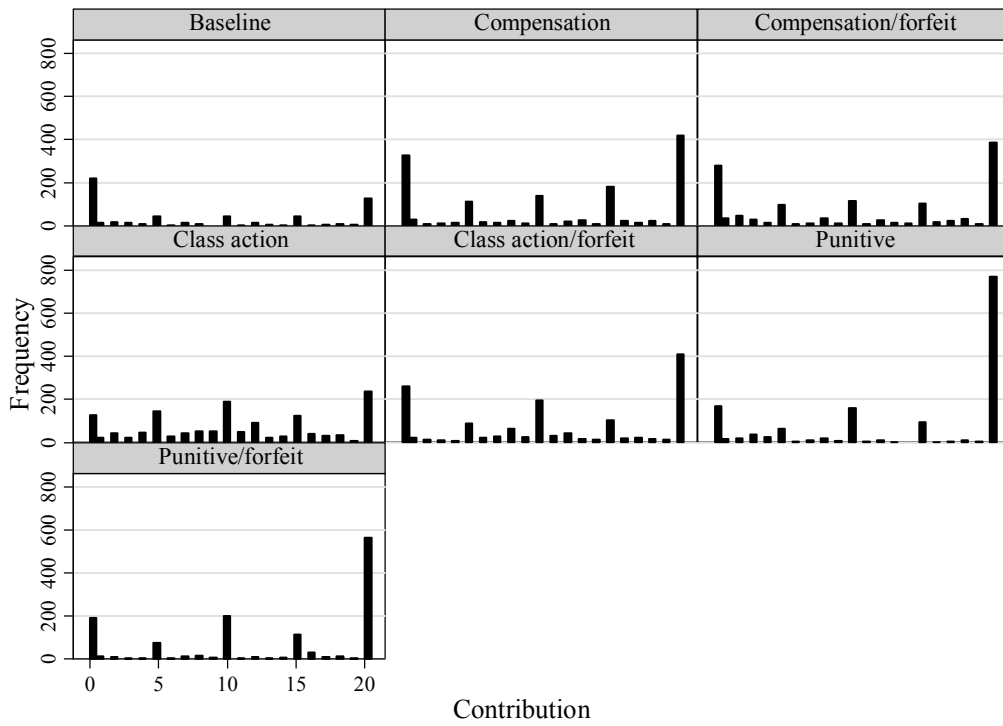 Baseline Compensation Compensation/forfeit
800
600
400
200
0
Class action Class action/forfeit Punitive
800
600
400
200
0
Frequency
Punitive/forfeit
800
600
400
200
0
0 5 10 15 20
Contribution